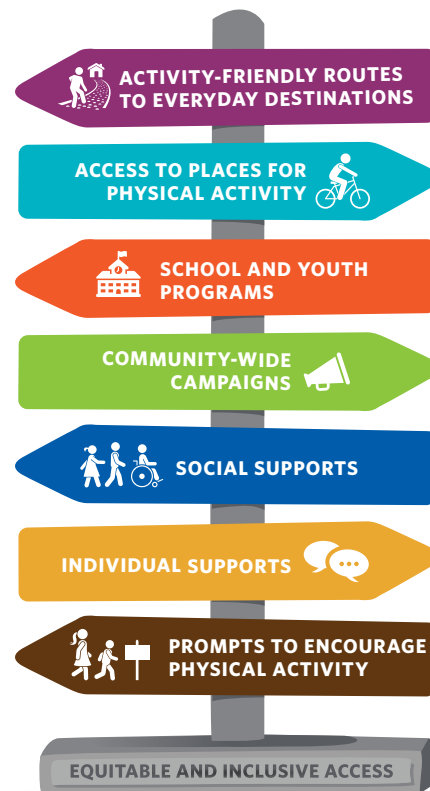 ACTIVITY-FRIENDLY ROUTES
TO EVERYDAY DESTINATIONS
ACCESS TO PLACES FOR
PHYSICAL ACTIVITY
SCHOOL AND YOUTH
PROGRAMS
COMMUNITY-WIDE
CAMPAIGNS
SOCIAL SUPPORTS
INDIVIDUAL SUPPORTS
PROMPTS TO ENCOURAGE
PHYSICAL ACTIVITY
EQUITABLE AND INCLUSIVE ACCESS